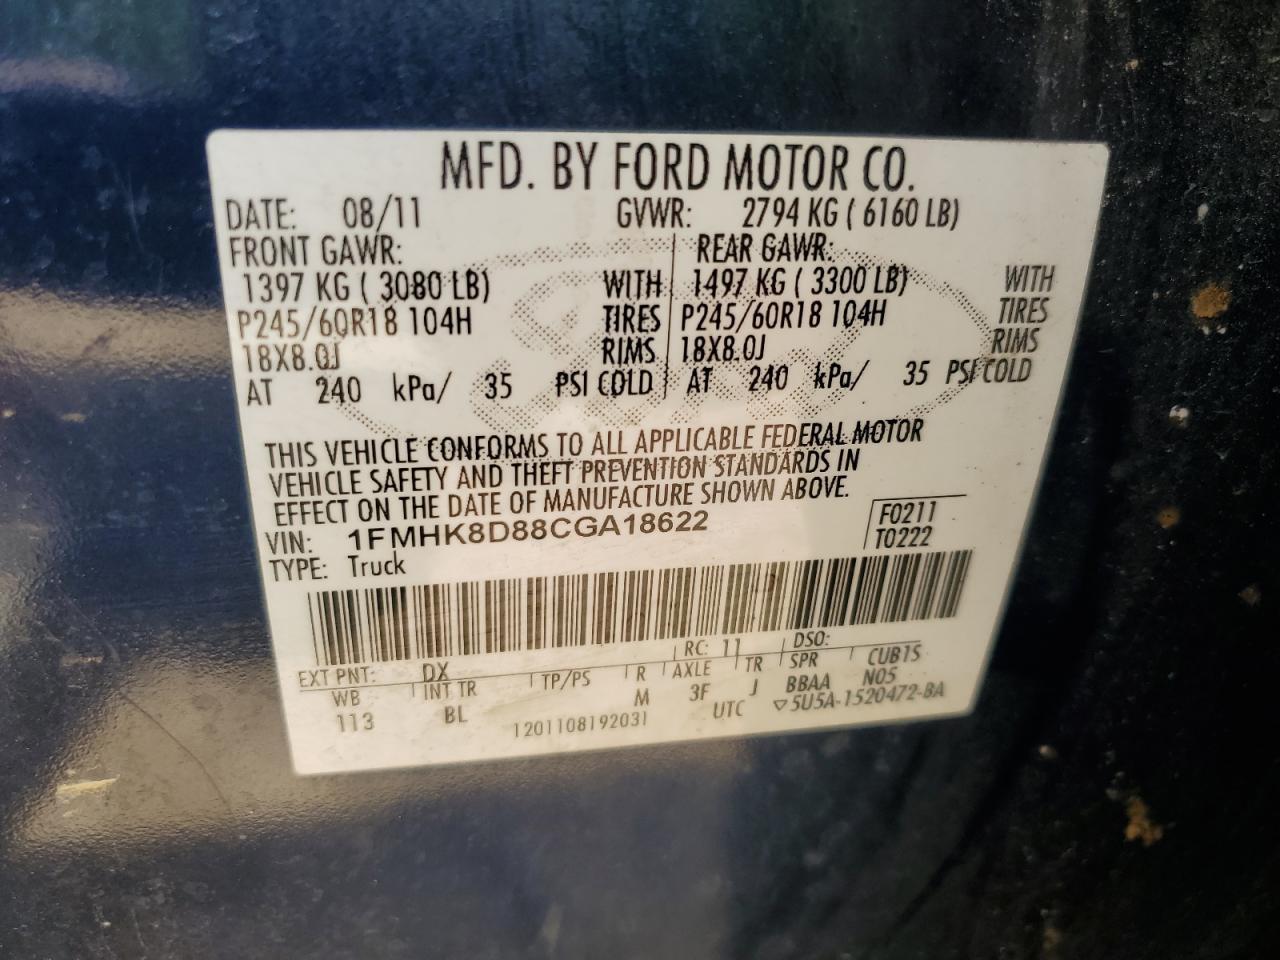 MFD. BY FORD MOTOR CO.
DATE: 08/11 GVWR: 2794 KG ( 6160 LB)
FRONT GAWR: REAR GAWR:
1397 KG ( 3080 LB) WITH 1497 KG ( 3300 LB) WITH
P245/60R18 104H TIRES P245/60R18 104H TIRES
18X8.0J RIMS 18X8.0J RIMS
AT 240 kPa/ 35 PSI COLD AT 240 kPa/ 35 PSI COLD
THIS VEHICLE CONFORMS TO ALL APPLICABLE FEDERAL MOTOR
VEHICLE SAFETY AND THEFT PREVENTION STANDARDS IN
EFFECT ON THE DATE OF MANUFACTURE SHOWN ABOVE.
VIN: 1FMHK8D88CGA18622 F0211
TYPE: Truck T0222
EXT PNT: DX RC: 11 DSO:
WB INT TR TP/PS R AXLE TR SPR CUB1S
113 BL M 3F J BBAA N05
1201108192031 UTC ▽5U5A-1520472-BA